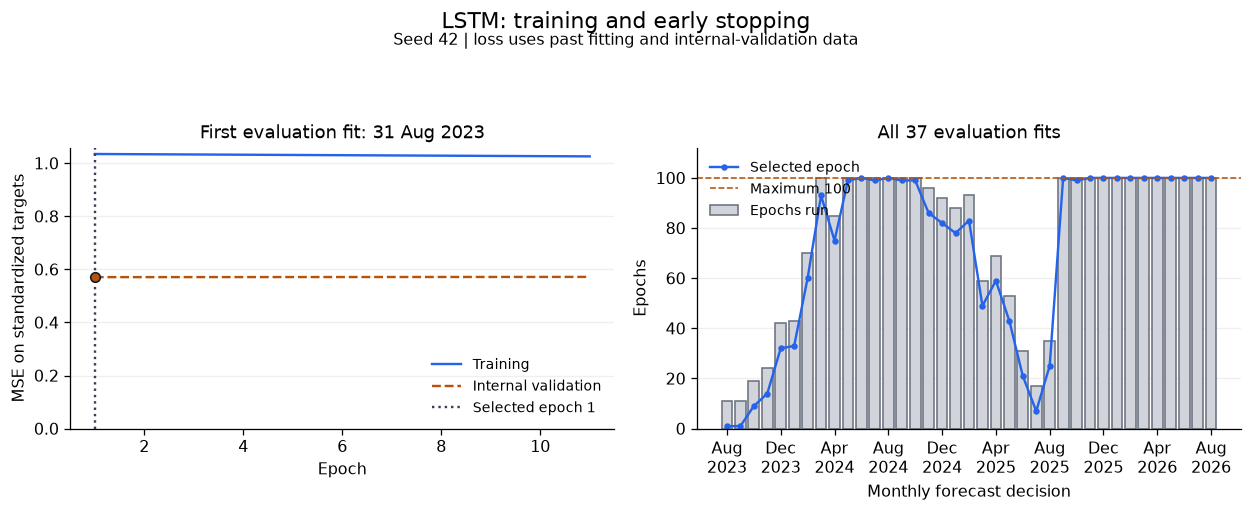 LSTM: training and early stopping
Seed 42 | loss uses past fitting and internal-validation data
First evaluation fit: 31 Aug 2023
MSE on standardized targets
1.0
0.8
0.6
0.4
0.2
0.0
Training
Internal validation
Selected epoch 1
2 4 6 8 10
Epoch
All 37 evaluation fits
Epochs
100
80
60
40
20
0
Selected epoch
Maximum 100
Epochs run
Aug Dec Apr Aug Dec Apr Aug Dec Apr Aug
2023 2023 2024 2024 2024 2025 2025 2025 2026 2026
Monthly forecast decision